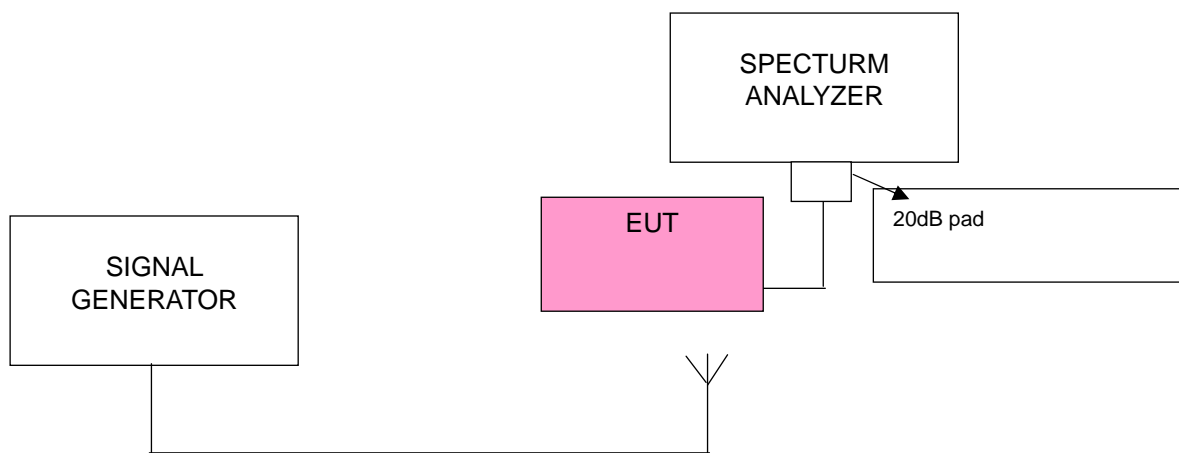 SPECTURM
ANALYZER
EUT
20dB pad
SIGNAL
GENERATOR